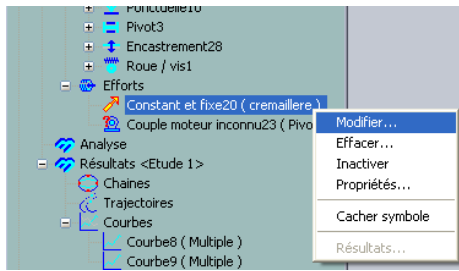 Ponctuelle10
Pivot3
Encastrement28
Roue / vis1
Efforts
Constant et fixe20 ( cremaillere )
Couple moteur inconnu23 ( Pivo
Analyse
Résultats <Etude 1>
Chaines
Trajectoires
Courbes
Courbe8 ( Multiple )
Courbe9 ( Multiple )
Modifier...
Effacer...
Inactiver
Propriétés...
Cacher symbole
Résultats...